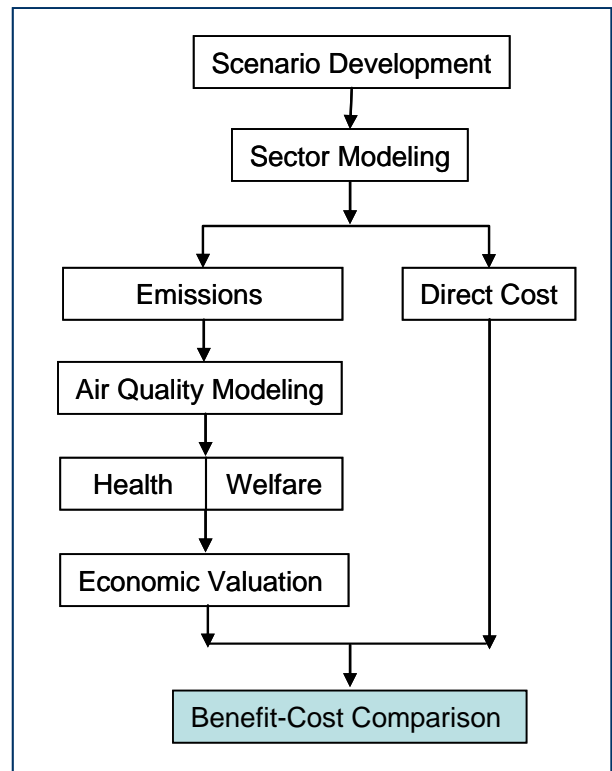 Scenario Development
Sector Modeling
Emissions
Direct Cost
Air Quality Modeling
Health
Welfare
Economic Valuation
Benefit-Cost Comparison